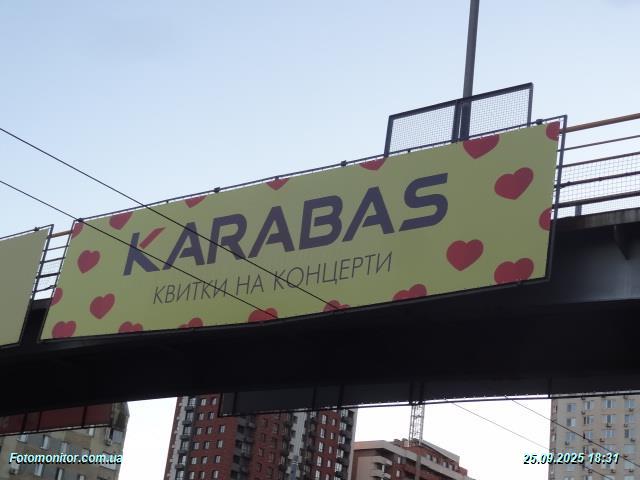 KARABAS
КВИТКИ НА КОНЦЕРТИ
Fotomonitor.com.ua
25.09.2025 18:31